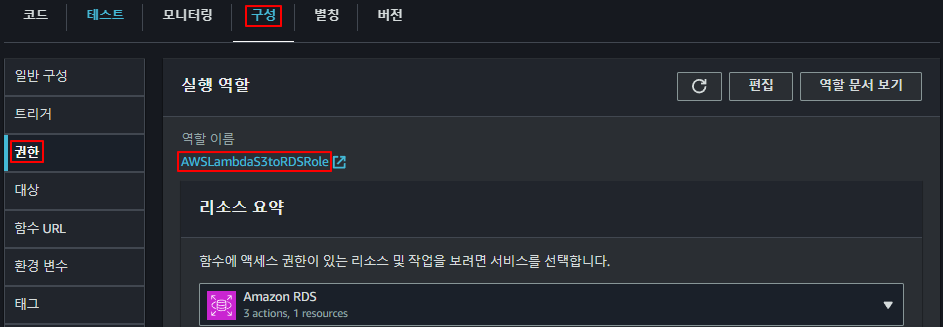 코드 테스트 모니터링 구성 별칭 버전
일반 구성
트리거
권한
대상
함수 URL
환경 변수
태그
실행 역할
편집 역할 문서 보기
역할 이름
AWSLambdaS3toRDSRole
리소스 요약
함수에 액세스 권한이 있는 리소스 및 작업을 보려면 서비스를 선택합니다.
Amazon RDS
3 actions, 1 resources